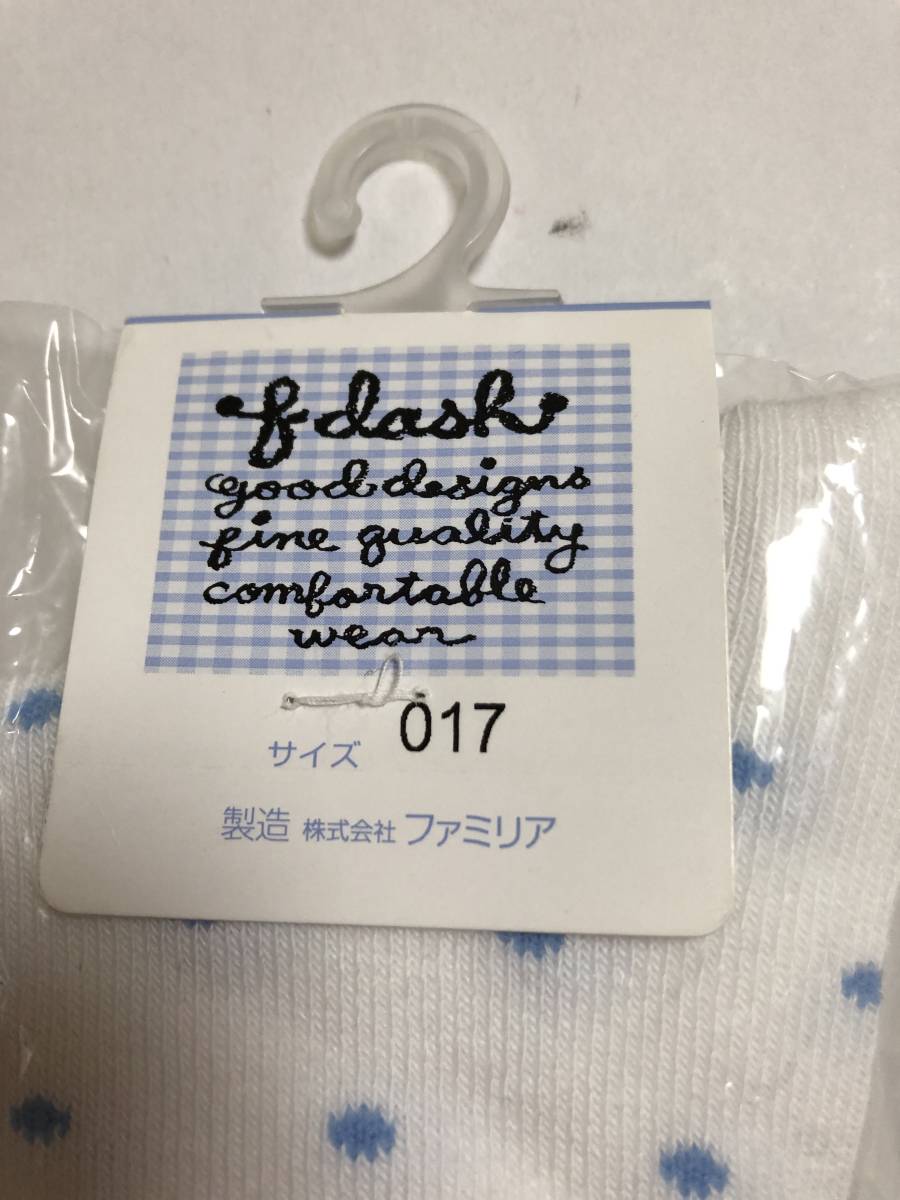 f dash
good designs
fine quality
comfortable
wear
サイズ 017
製造 株式会社 ファミリア